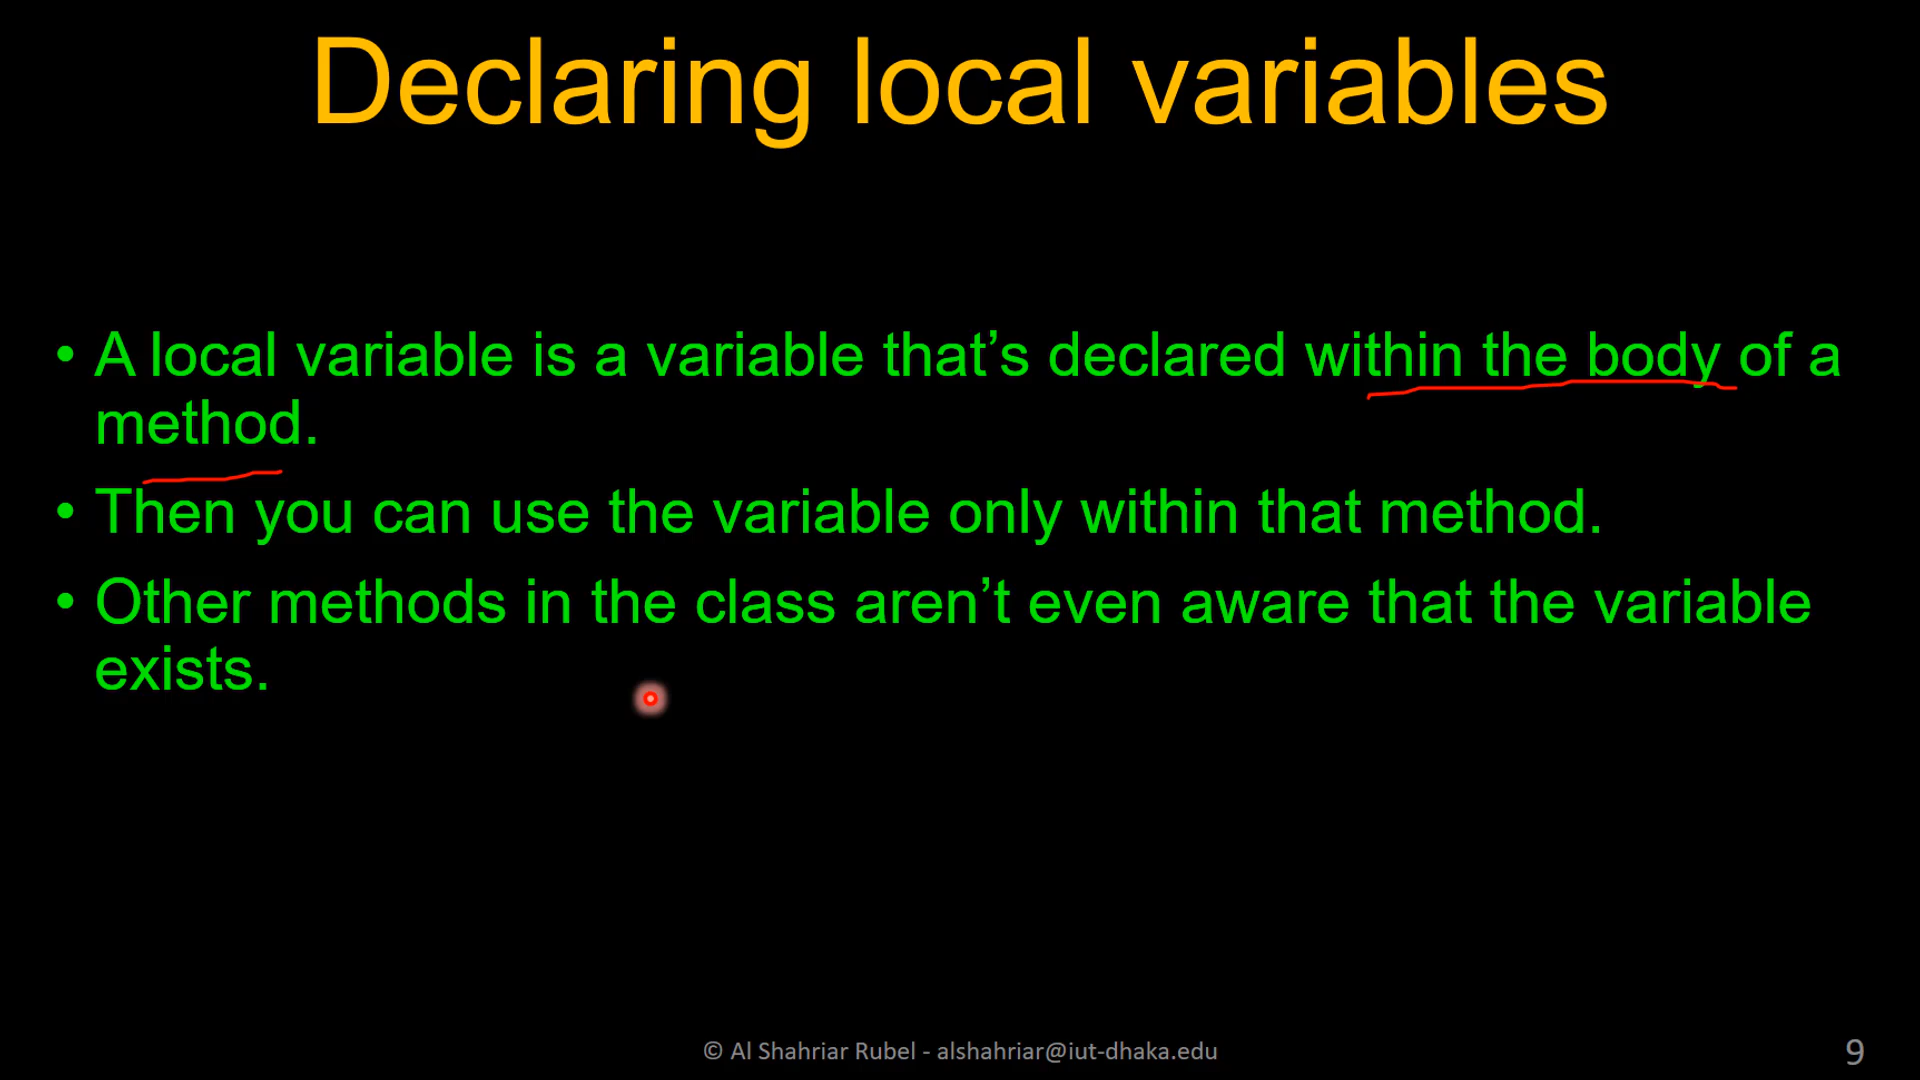 Declaring local variables
• A local variable is a variable that’s declared within the body of a
method.
• Then you can use the variable only within that method.
• Other methods in the class aren’t even aware that the variable
exists.
© Al Shahriar Rubel - alshahriar@iut-dhaka.edu
9